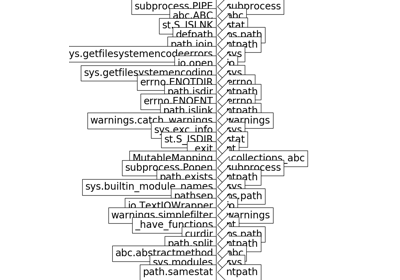 subprocess.PIPE subprocess
abc.ABC abc
st.S_ISLNK stat
defpath os.path
path.join ntpath
sys.getfilesystemencodeerrors sys
io.open io
sys.getfilesystemencoding sys
errno.ENOTDIR errno
path.isdir ntpath
errno.ENOENT errno
path.islink ntpath
warnings.catch_warnings warnings
sys.exc_info sys
st.S_ISDIR stat
_exit nt
MutableMapping _collections_abc
subprocess.Popen subprocess
path.exists ntpath
sys.builtin_module_names sys
pathsep os.path
io.TextIOWrapper io
warnings.simplefilter warnings
_have_functions nt
curdir os.path
path.split ntpath
abc.abstractmethod abc
sys.modules sys
path.samestat ntpath